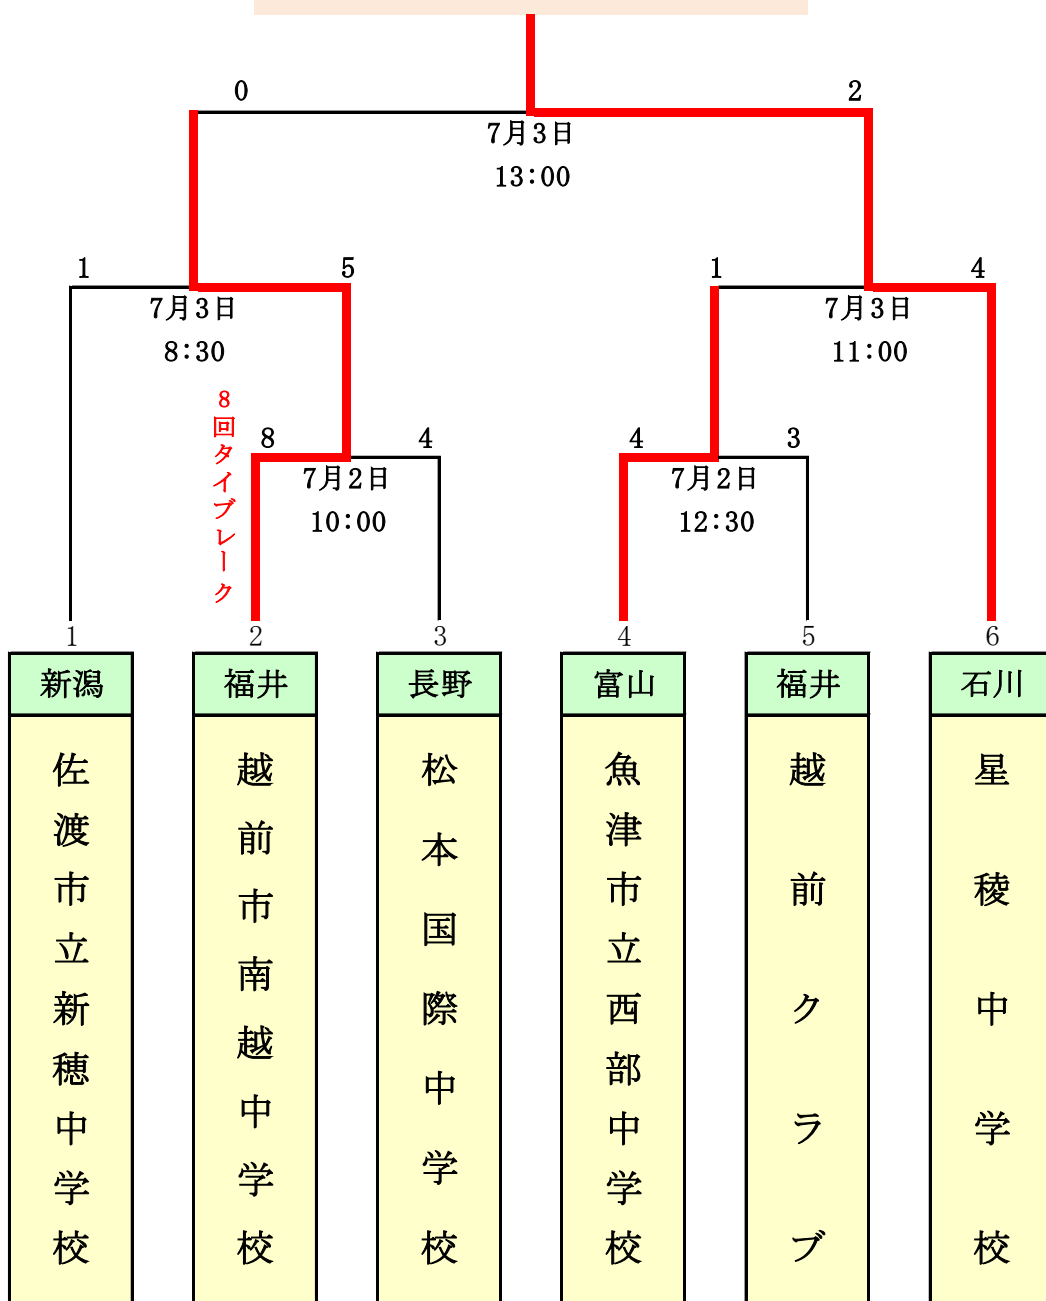 0
2
7月3日
13:00
1
5
1
4
7月3日
8:30
7月3日
11:00
8回タイブレーク
8
4
4
3
7月2日
10:00
7月2日
12:30
1
2
3
4
5
6
新潟
福井
長野
富山
福井
石川
佐渡市立新穂中学校
越前市南越中学校
松本国際中学校
魚津市立西部中学校
越前クラブ
星稜中学校